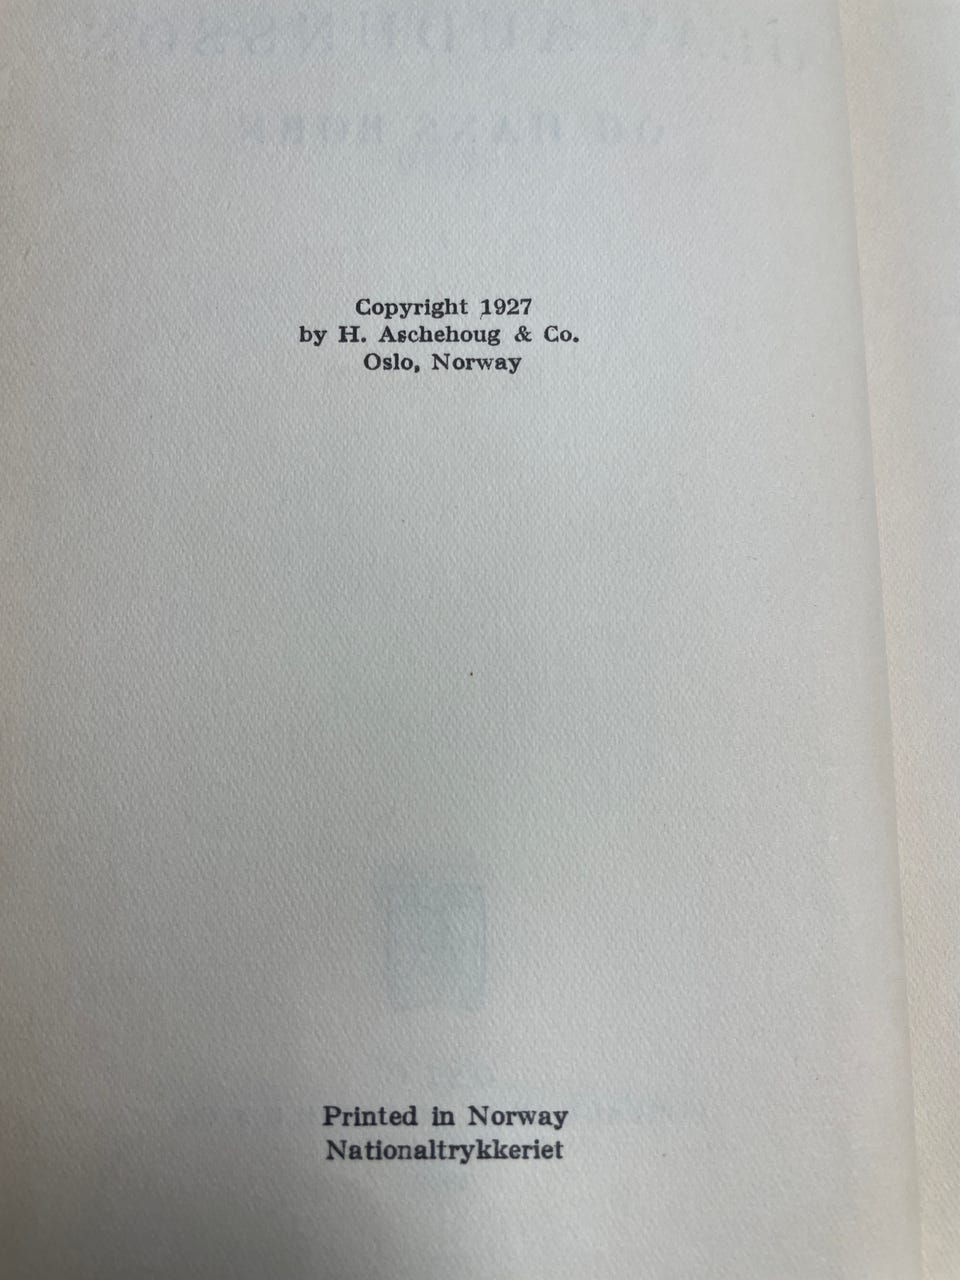 Copyright 1927
by H. Aschehoug & Co.
Oslo, Norway
Printed in Norway
Nationaltrykkeriet